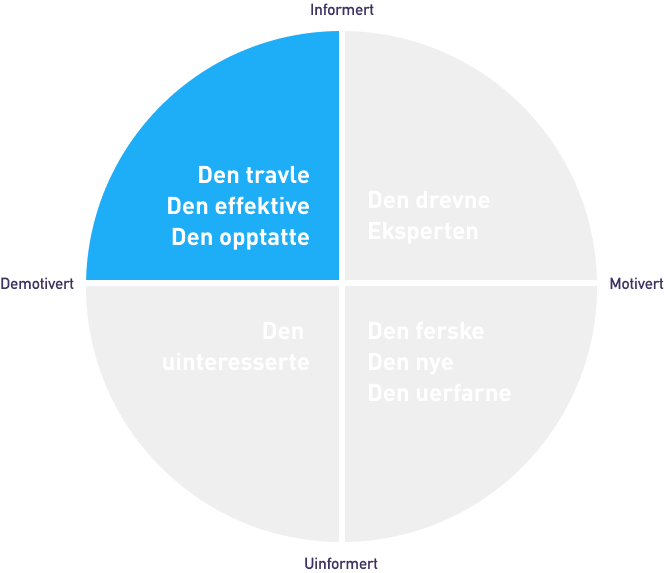 Informert
Den travle
Den effektive
Den opptatte
Den drevne
Eksperten
Demotivert
Motivert
Den
uinteresserte
Den ferske
Den nye
Den uerfarne
Uinformert